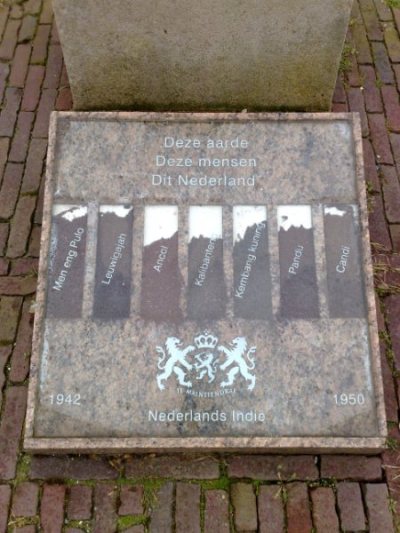 Deze aarde
Deze mensen
Dit Nederland
Men eng Pulo
Leuwigajah
Ancol
Kalibanteng
Kembang kuning
Pandu
Candi
JE MAINTIENDRAI
1942
1950
Nederlands Indië